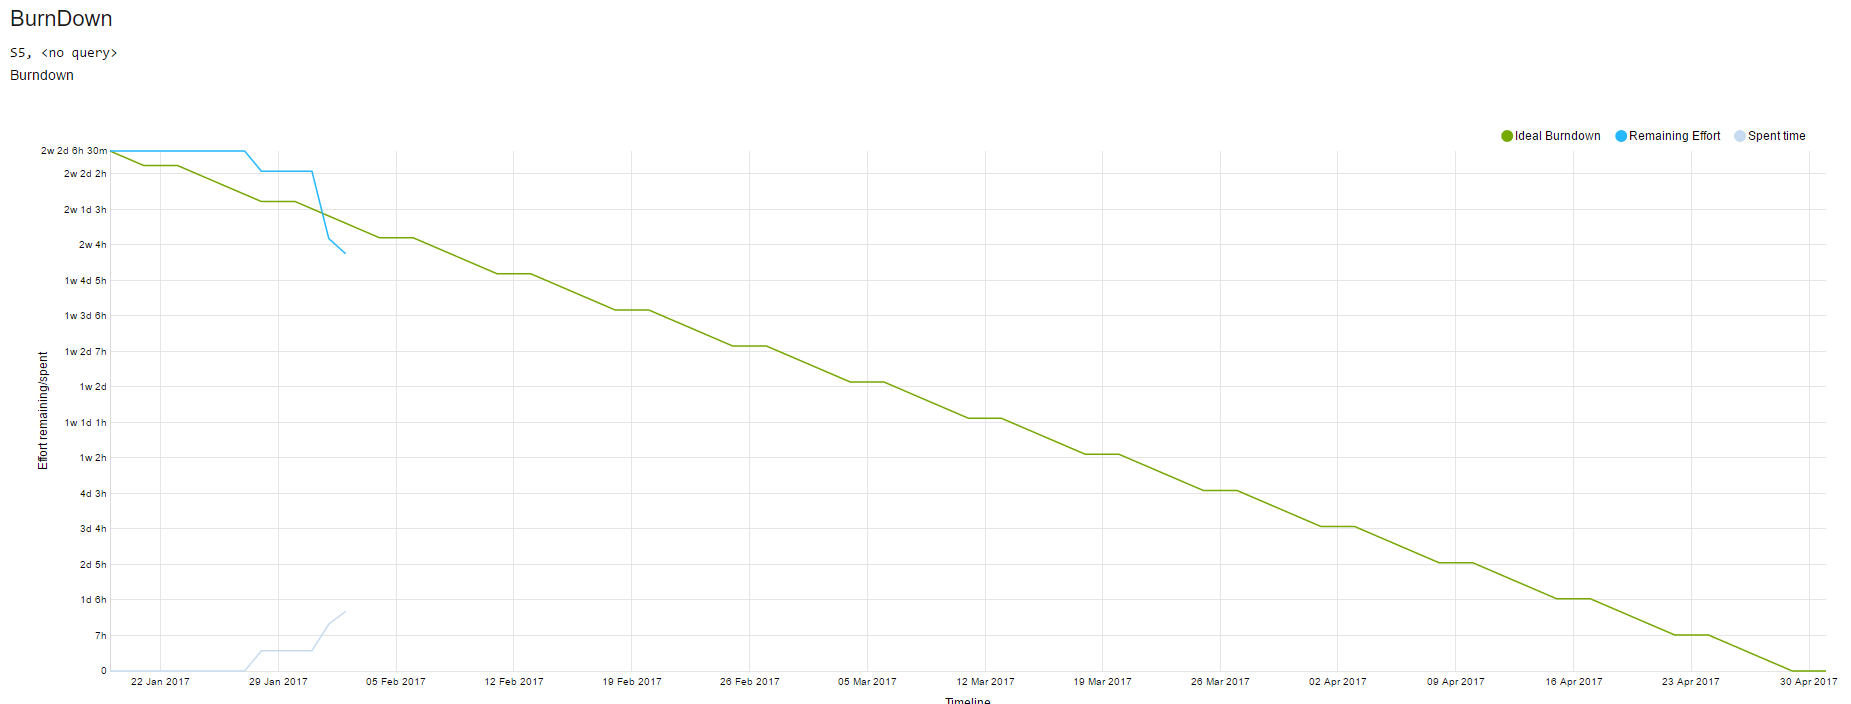 BurnDown
S5, <no query>
Burndown
Ideal Burndown Remaining Effort Spent time
2w 2d 6h 30m
2w 2d 2h
2w 1d 3h
2w 4h
1w 4d 5h
1w 3d 6h
1w 2d 7h
1w 2d
1w 1d 1h
1w 2h
4d 3h
3d 4h
2d 5h
1d 6h
7h
0
Effort remaining/spent
22 Jan 2017 29 Jan 2017 05 Feb 2017 12 Feb 2017 19 Feb 2017 26 Feb 2017 05 Mar 2017 12 Mar 2017 19 Mar 2017 26 Mar 2017 02 Apr 2017 09 Apr 2017 16 Apr 2017 23 Apr 2017 30 Apr 2017
Timeline